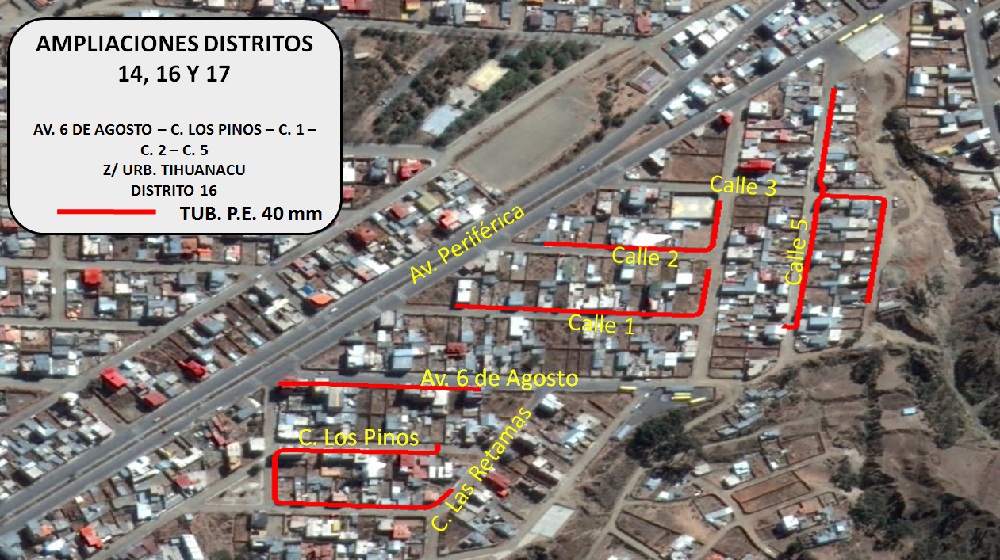 AMPLIACIONES DISTRITOS
14, 16 Y 17
AV. 6 DE AGOSTO – C. LOS PINOS – C. 1 –
C. 2 – C. 5
Z/ URB. TIHUANACU
DISTRITO 16
TUB. P.E. 40 mm
Calle 3
Av. Periférica
Calle 5
Calle 2
Calle 1
Av. 6 de Agosto
C. Los Pinos
C. Las Retamas